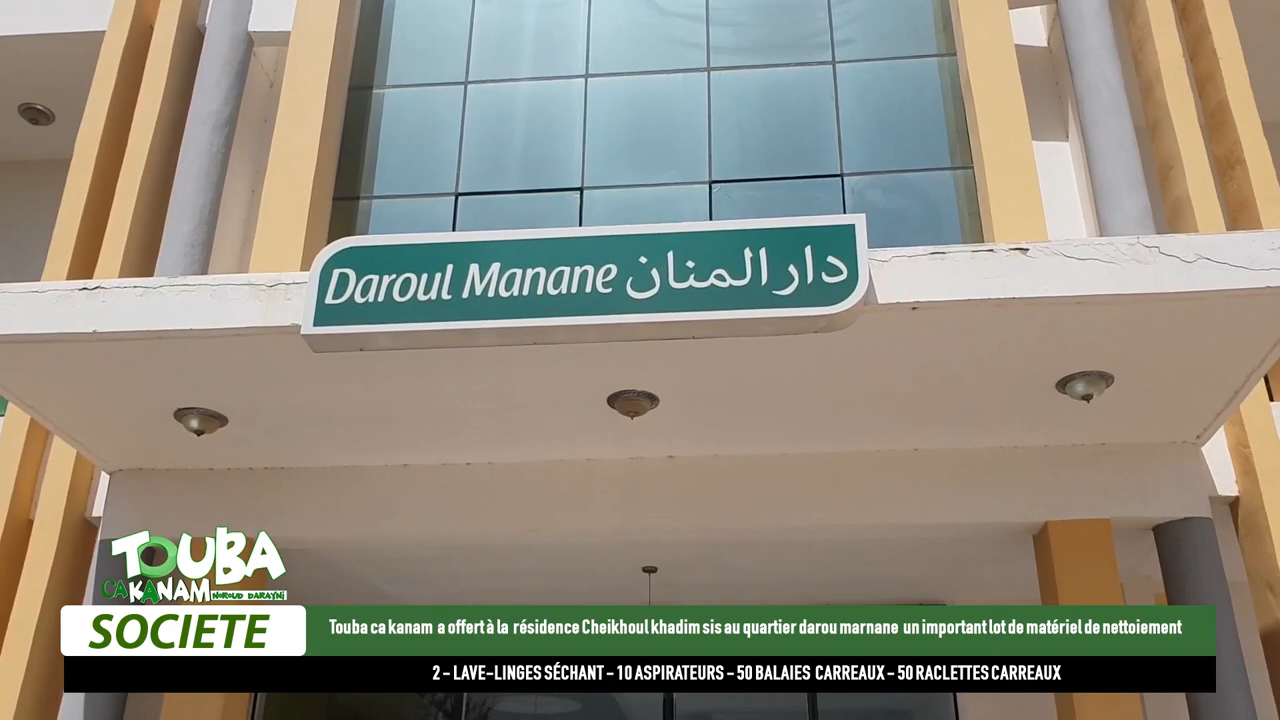 Daroul Manane دار المنان
TOUBA
CA KANAM NOROUD DARAYNI
SOCIETE
Touba ca kanam a offert à la résidence Cheikhoul khadim sis au quartier darou marnane un important lot de matériel de nettoiement
2 - LAVE-LINGES SÉCHANT - 10 ASPIRATEURS - 50 BALAIES CARREAUX - 50 RACLETTES CARREAUX